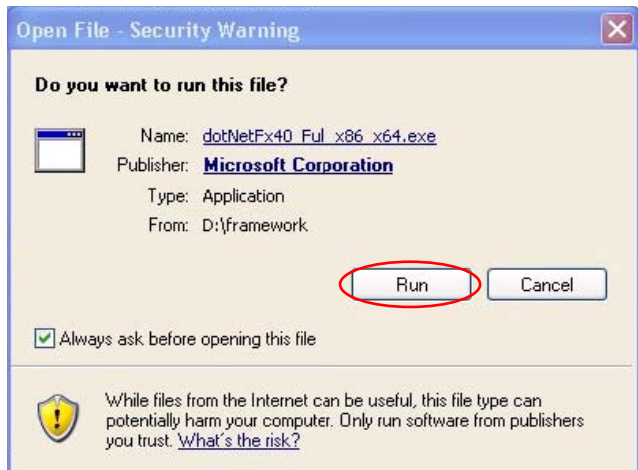 Open File - Security Warning
Do you want to run this file?
Name: dotNetFx40_Ful_x86_x64.exe
Publisher: Microsoft Corporation
Type: Application
From: D:\framework
Run Cancel
Always ask before opening this file
While files from the Internet can be useful, this file type can
potentially harm your computer. Only run software from publishers
you trust. What's the risk?